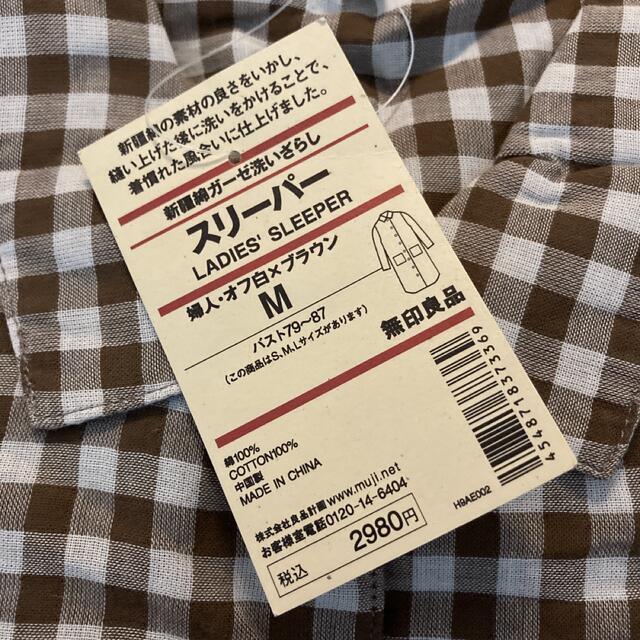 新疆綿の素材の良さをいかし、
縫い上げた後に洗いをかけることで、
着慣れた風合いに仕上げました。
新疆綿ガーゼ洗いざらし
スリーパー
LADIES' SLEEPER
婦人・オフ白×ブラウン
M
バスト79〜87
(この商品はS、M、Lサイズがあります)
無印良品
綿100%
COTTON100%
中国製
MADE IN CHINA
株式会社良品計画 www.muji.net
お客様室電話0120-14-6404
税込 2980円
4548718373369
H9AE002